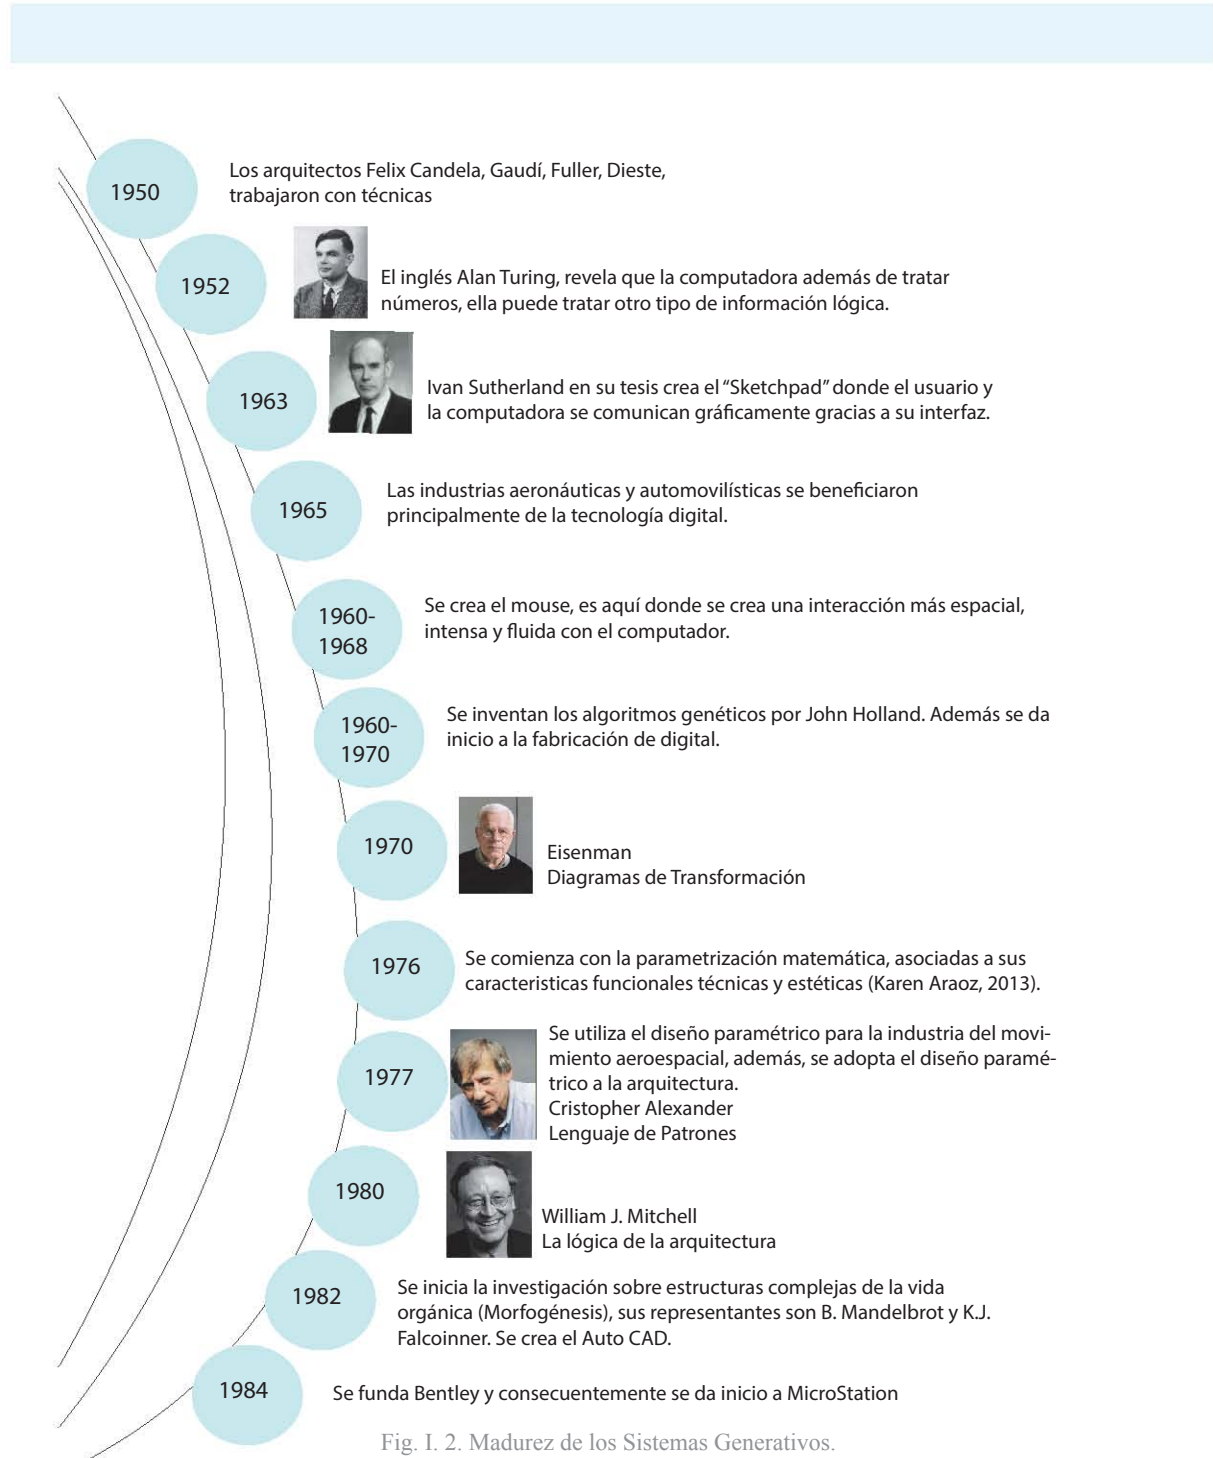 1950
Los arquitectos Felix Candela, Gaudí, Fuller, Dieste,
trabajaron con técnicas
1952
El inglés Alan Turing, revela que la computadora además de tratar
números, ella puede tratar otro tipo de información lógica.
1963
Ivan Sutherland en su tesis crea el “Sketchpad” donde el usuario y
la computadora se comunican gráficamente gracias a su interfaz.
1965
Las industrias aeronáuticas y automovilísticas se beneficiaron
principalmente de la tecnología digital.
1960-
1968
Se crea el mouse, es aquí donde se crea una interacción más espacial,
intensa y fluida con el computador.
1960-
1970
Se inventan los algoritmos genéticos por John Holland. Además se da
inicio a la fabricación de digital.
1970
Eisenman
Diagramas de Transformación
1976
Se comienza con la parametrización matemática, asociadas a sus
caracteristicas funcionales técnicas y estéticas (Karen Araoz, 2013).
1977
Se utiliza el diseño paramétrico para la industria del movi-
miento aeroespacial, además, se adopta el diseño paramé-
trico a la arquitectura.
Cristopher Alexander
Lenguaje de Patrones
1980
William J. Mitchell
La lógica de la arquitectura
1982
Se inicia la investigación sobre estructuras complejas de la vida
orgánica (Morfogénesis), sus representantes son B. Mandelbrot y K.J.
Falcoinner. Se crea el Auto CAD.
1984
Se funda Bentley y consecuentemente se da inicio a MicroStation
Fig. I. 2. Madurez de los Sistemas Generativos.